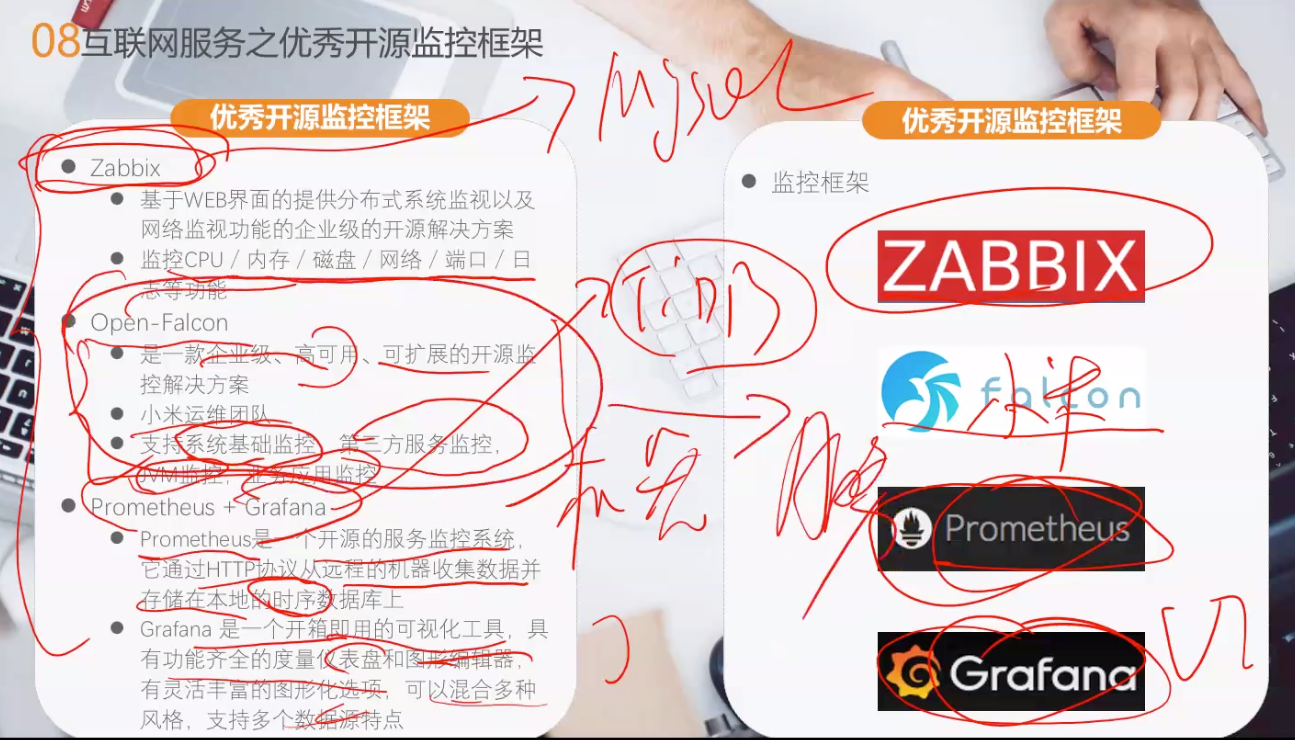 08互联网服务之优秀开源监控框架
优秀开源监控框架
Zabbix
基于WEB界面的提供分布式系统监视以及
网络监视功能的企业级的开源解决方案
监控CPU / 内存 / 磁盘 / 网络 / 端口 / 日
志等功能
Open-Falcon
是一款企业级、高可用、可扩展的开源监
控解决方案
小米运维团队
支持系统基础监控，第三方服务监控，
JVM监控，业务应用监控
Prometheus + Grafana
Prometheus是一个开源的服务监控系统，
它通过HTTP协议从远程的机器收集数据并
存储在本地的时序数据库上
Grafana 是一个开箱即用的可视化工具，具
有功能齐全的度量仪表盘和图形编辑器，
有灵活丰富的图形化选项，可以混合多种
风格，支持多个数据源特点
Mysql
TiDB
优秀开源监控框架
监控框架
ZABBIX
falcon
小米
Prometheus
Grafana
UI